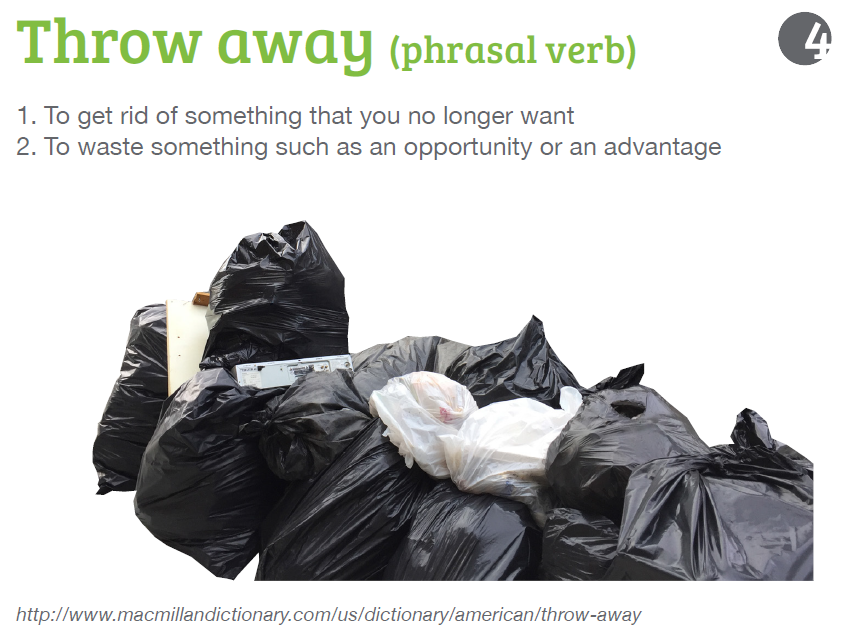 Throw away (phrasal verb)
4
1. To get rid of something that you no longer want
2. To waste something such as an opportunity or an advantage
http://www.macmillandictionary.com/us/dictionary/american/throw-away